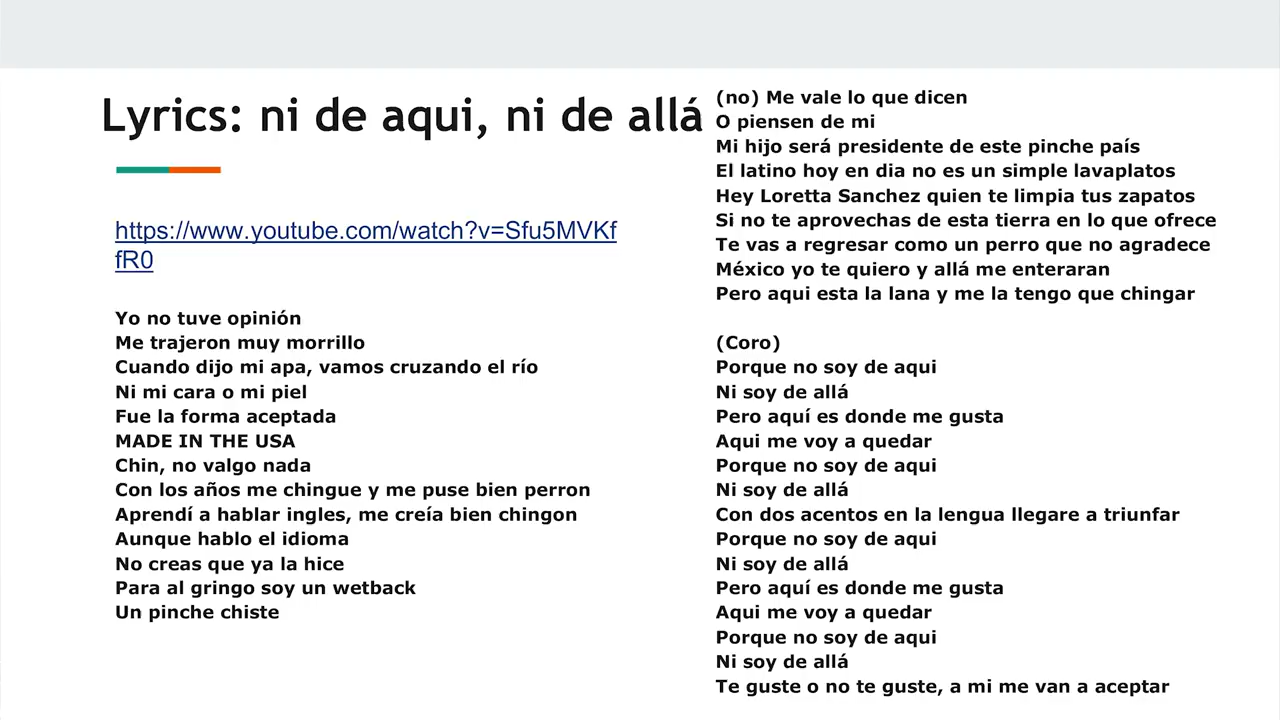 Lyrics: ni de aqui, ni de allá
https://www.youtube.com/watch?v=Sfu5MVKf
fR0
Yo no tuve opinión
Me trajeron muy morrillo
Cuando dijo mi apa, vamos cruzando el río
Ni mi cara o mi piel
Fue la forma aceptada
MADE IN THE USA
Chin, no valgo nada
Con los años me chingue y me puse bien perron
Aprendí a hablar ingles, me creía bien chingon
Aunque hablo el idioma
No creas que ya la hice
Para al gringo soy un wetback
Un pinche chiste
(no) Me vale lo que dicen
O piensen de mi
Mi hijo será presidente de este pinche país
El latino hoy en dia no es un simple lavaplatos
Hey Loretta Sanchez quien te limpia tus zapatos
Si no te aprovechas de esta tierra en lo que ofrece
Te vas a regresar como un perro que no agradece
México yo te quiero y allá me enteraran
Pero aqui esta la lana y me la tengo que chingar
(Coro)
Porque no soy de aqui
Ni soy de allá
Pero aquí es donde me gusta
Aqui me voy a quedar
Porque no soy de aqui
Ni soy de allá
Con dos acentos en la lengua llegare a triunfar
Porque no soy de aqui
Ni soy de allá
Pero aquí es donde me gusta
Aqui me voy a quedar
Porque no soy de aqui
Ni soy de allá
Te guste o no te guste, a mi me van a aceptar